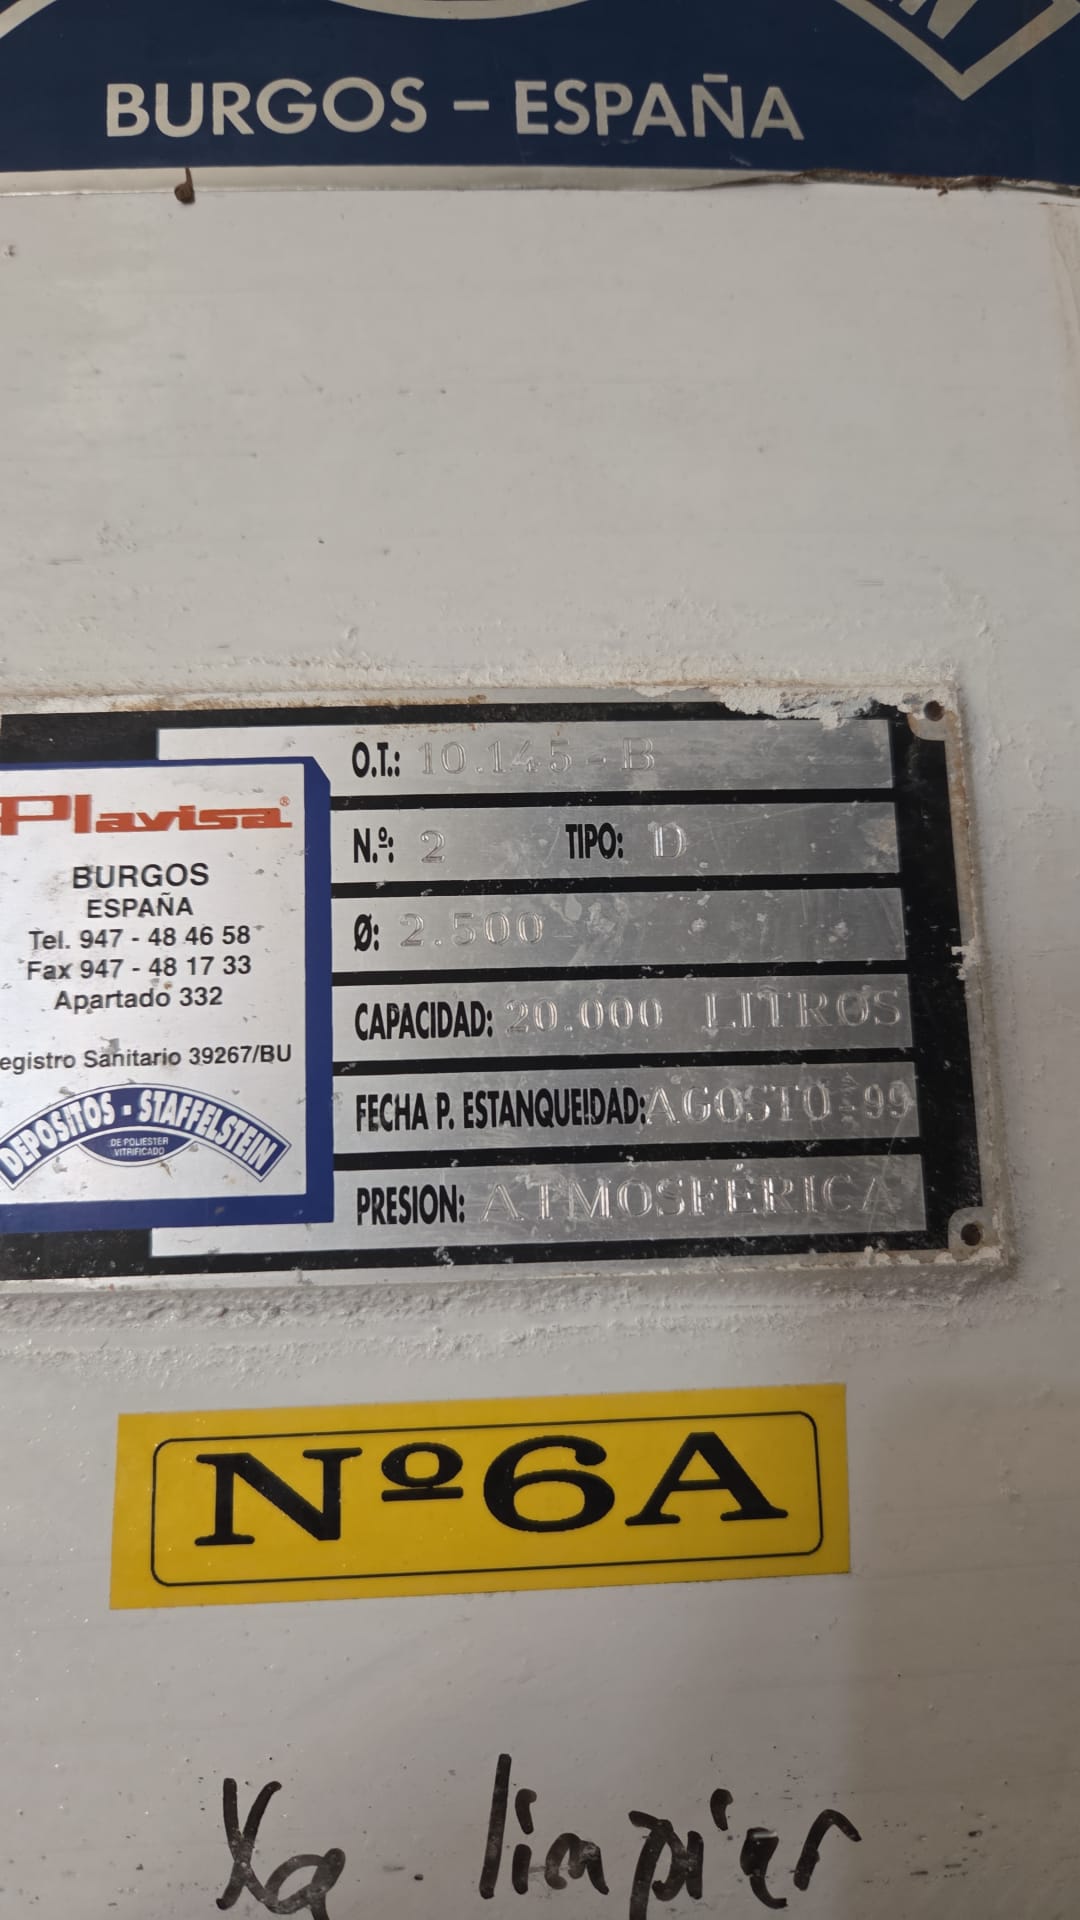 BURGOS - ESPAÑA
Plavisa®
BURGOS
ESPAÑA
Tel. 947 - 48 46 58
Fax 947 - 48 17 33
Apartado 332
egistro Sanitario 39267/BU
DEPOSITOS - STAFFELSTEIN
DE POLIESTER
VITRIFICADO
O.T.: 10.145-B
N.º: 2 TIPO: D
Ø: 2.500
CAPACIDAD: 20.000 LITROS
FECHA P. ESTANQUEIDAD: AGOSTO-99
PRESION: ATMOSFÉRICA
Nº6A
limpier